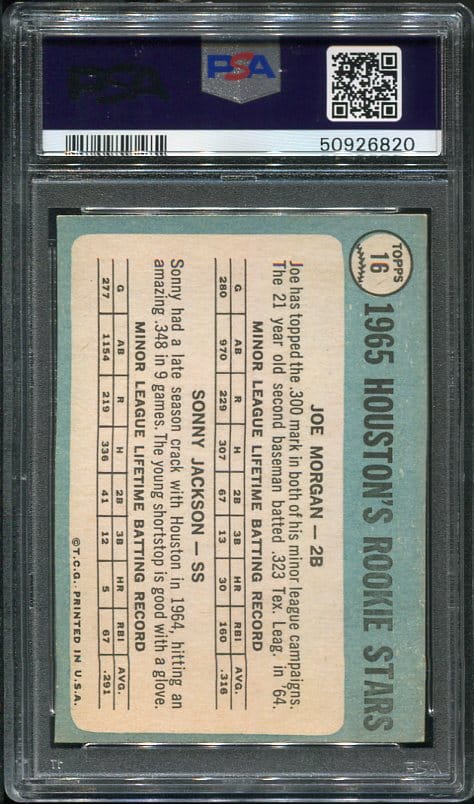 PSA
PSA
50926820
TOPPS
16
1965 HOUSTON'S ROOKIE STARS
JOE MORGAN — 2B
Joe has topped the .300 mark in both of his minor league campaigns.
The 21 year old second baseman batted .323 Tex. Leag. in '64.
MINOR LEAGUE LIFETIME BATTING RECORD
G AB R H 2B 3B HR RBI AVG.
280 970 229 307 67 13 30 160 .316
SONNY JACKSON — SS
Sonny had a late season crack with Houston in 1964, hitting an
amazing .348 in 9 games. The young shortstop is good with a glove.
MINOR LEAGUE LIFETIME BATTING RECORD
G AB R H 2B 3B HR RBI AVG.
277 1154 219 336 41 12 5 67 .291
©T.C.G. PRINTED IN U.S.A.
PSA